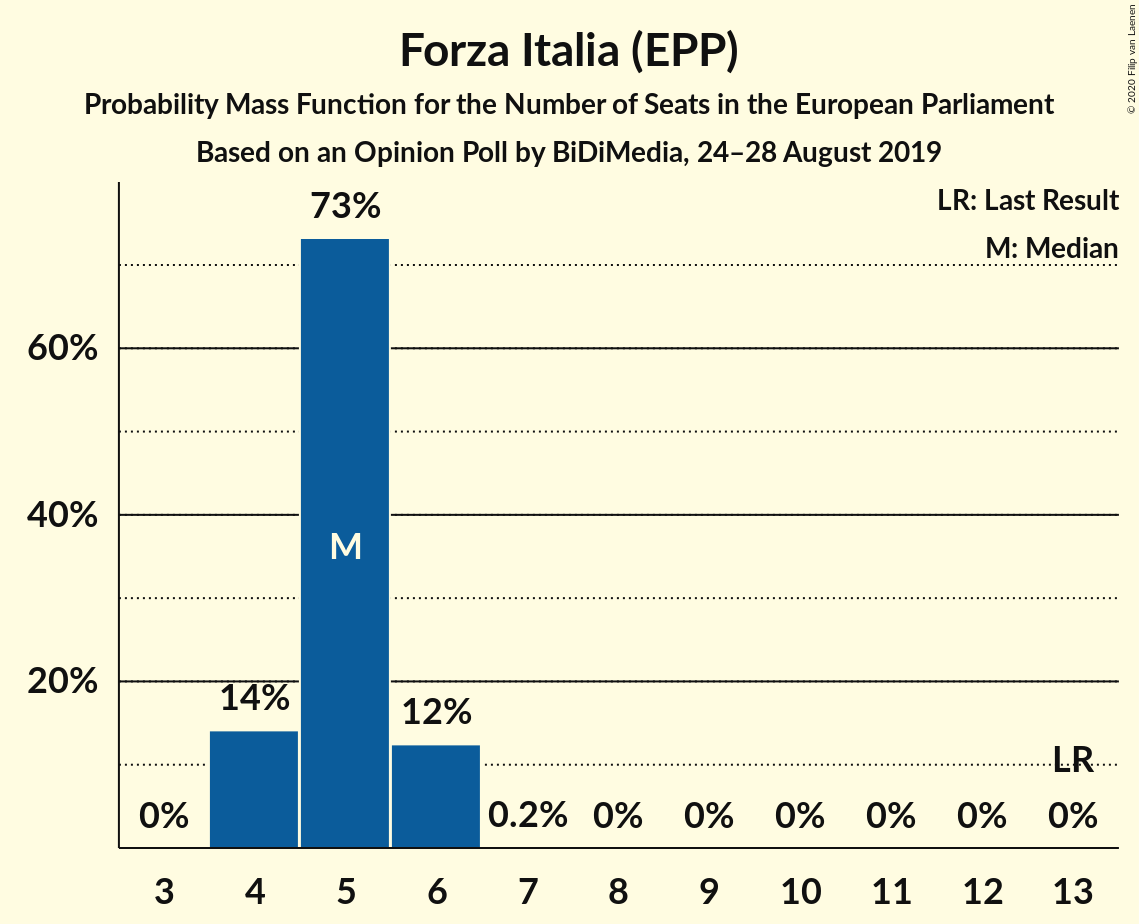 Forza Italia (EPP)
Probability Mass Function for the Number of Seats in the European Parliament
Based on an Opinion Poll by BiDiMedia, 24–28 August 2019
© 2020 Filip van Laenen
LR: Last Result
M: Median
73%
60%
40%
M
20%
14%
12%
LR
0%
0.2%
0%
0%
0%
0%
0%
0%
3 4 5 6 7 8 9 10 11 12 13